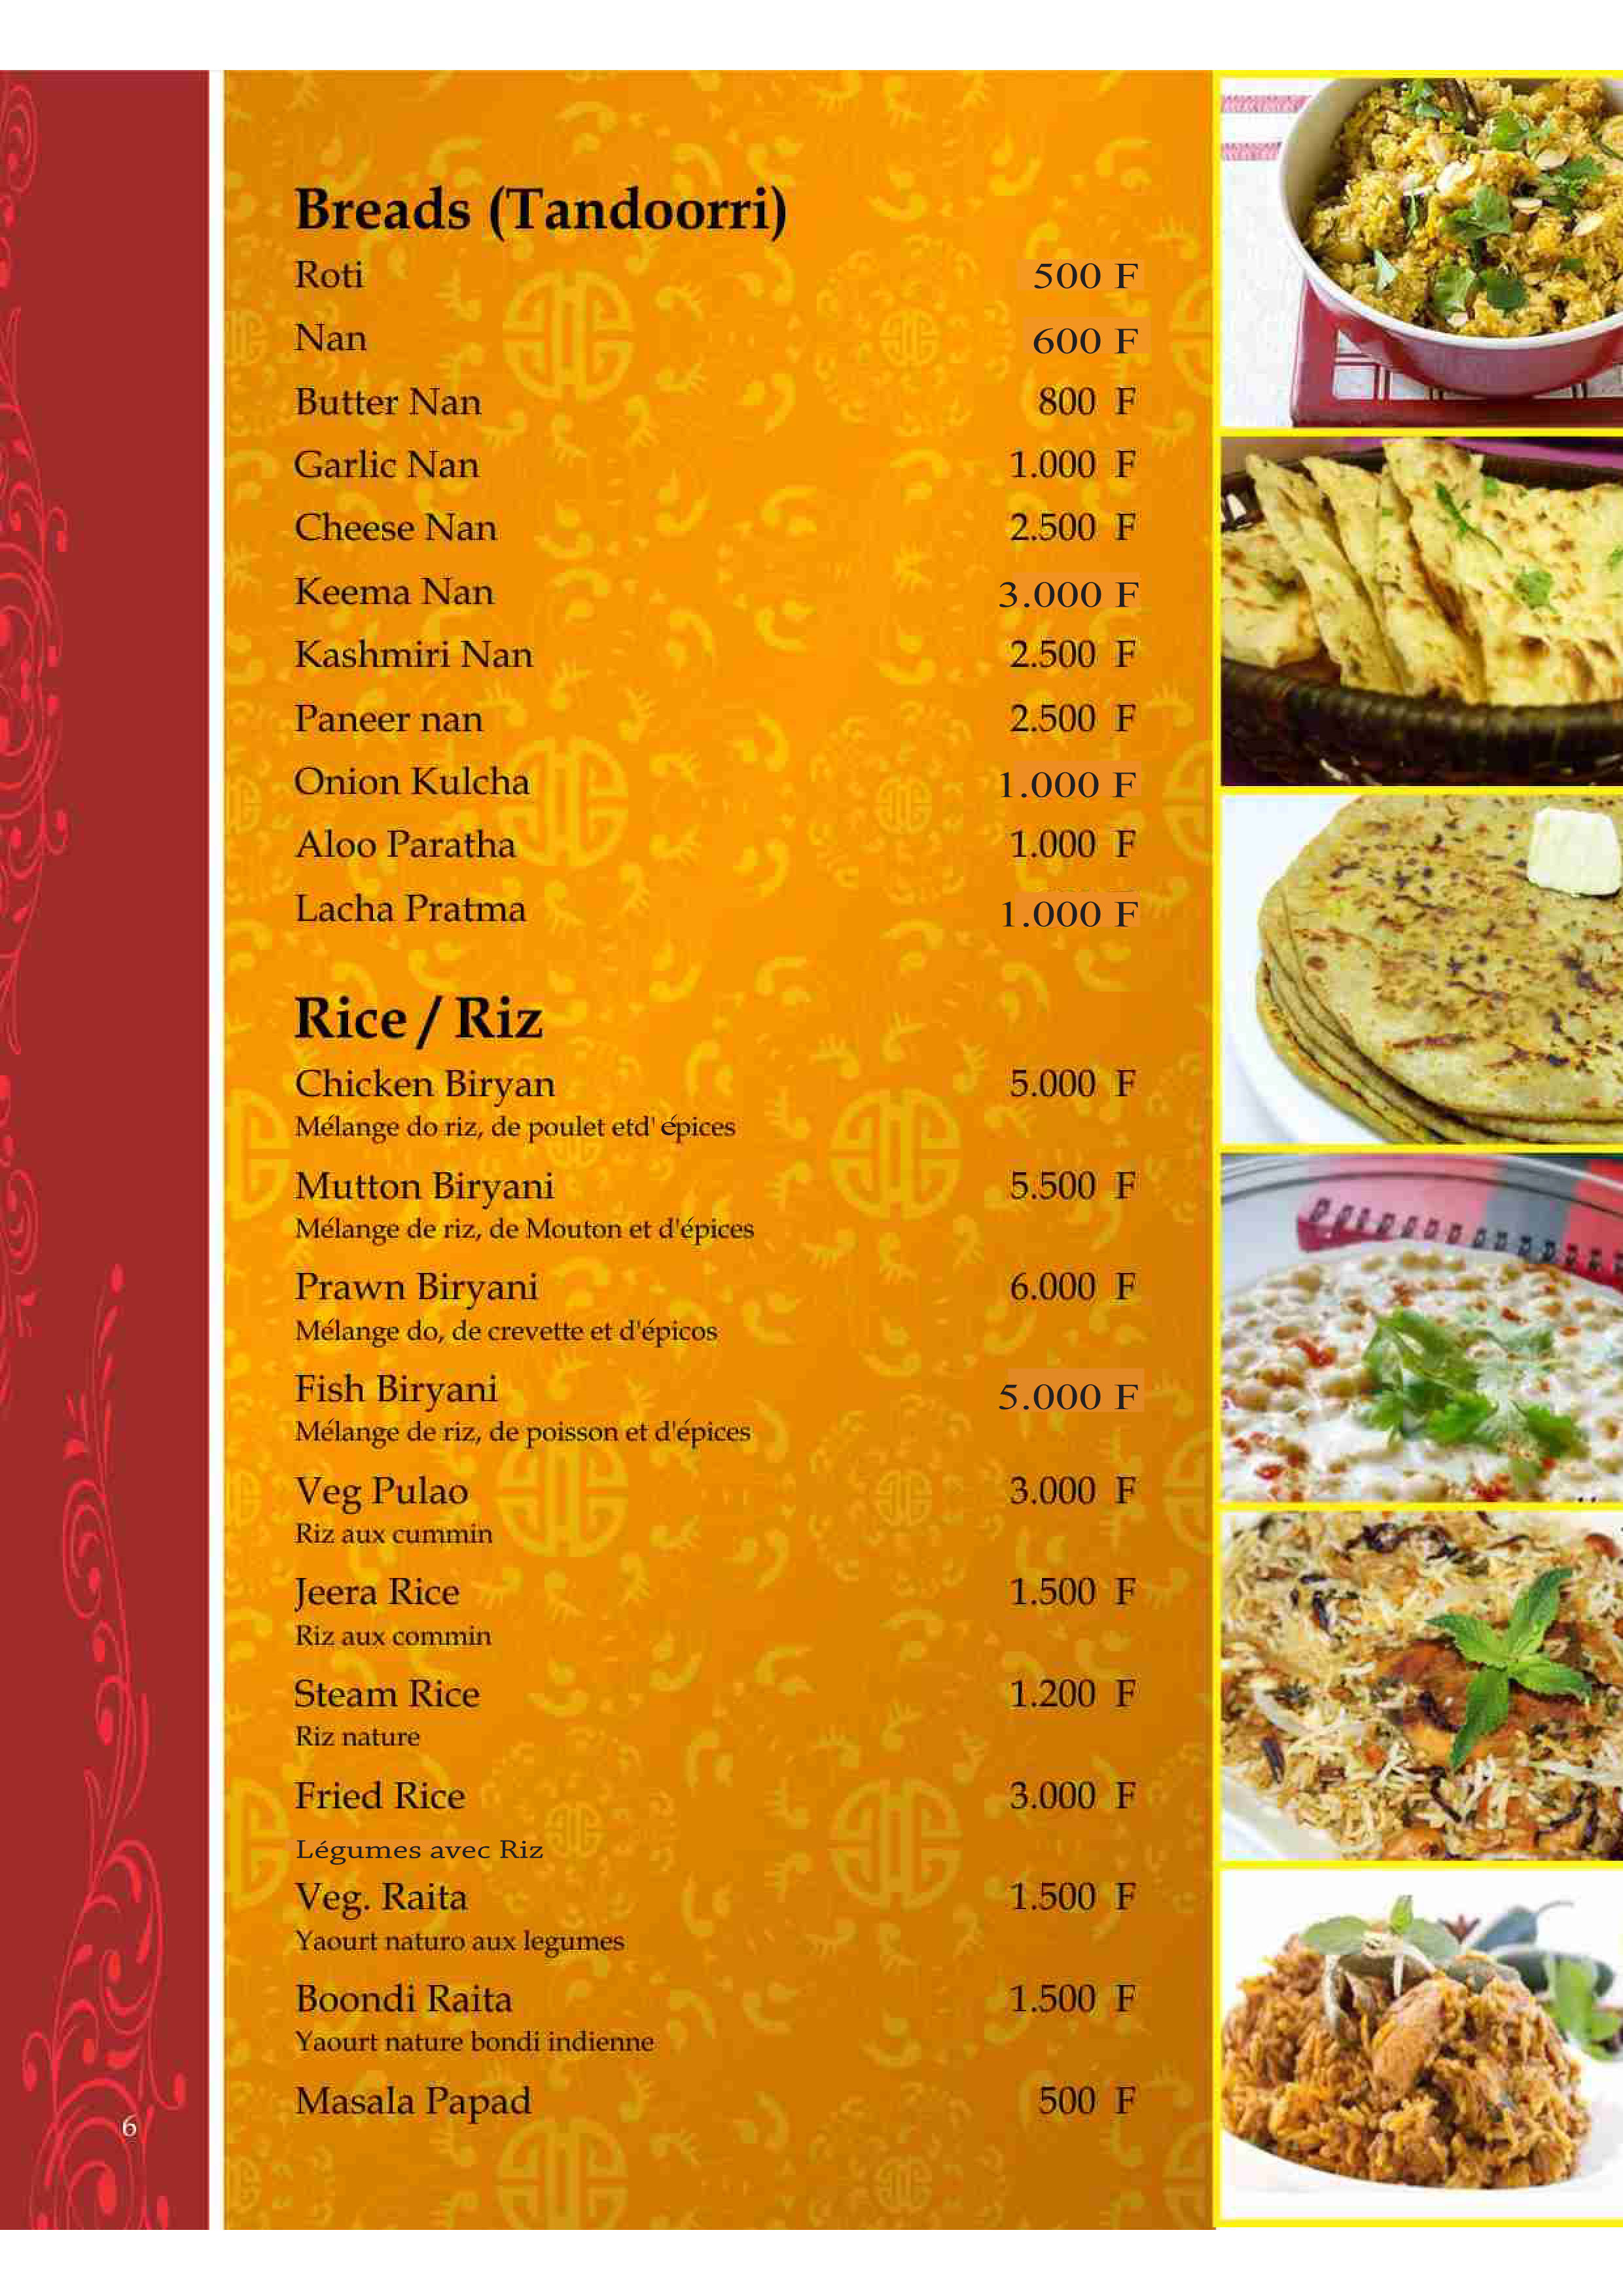 Breads (Tandoorri)
Roti 500 F
Nan 600 F
Butter Nan 800 F
Garlic Nan 1.000 F
Cheese Nan 2.500 F
Keema Nan 3.000 F
Kashmiri Nan 2.500 F
Paneer nan 2.500 F
Onion Kulcha 1.000 F
Aloo Paratha 1.000 F
Lacha Pratma 1.000 F
Rice / Riz
Chicken Biryan 5.000 F
Mélange do riz, de poulet etd' épices
Mutton Biryani 5.500 F
Mélange de riz, de Mouton et d'épices
Prawn Biryani 6.000 F
Mélange do, de crevette et d'épicos
Fish Biryani 5.000 F
Mélange de riz, de poisson et d'épices
Veg Pulao 3.000 F
Riz aux cummin
Jeera Rice 1.500 F
Riz aux commin
Steam Rice 1.200 F
Riz nature
Fried Rice 3.000 F
Légumes avec Riz
Veg. Raita 1.500 F
Yaourt naturo aux legumes
Boondi Raita 1.500 F
Yaourt nature bondi indienne
Masala Papad 500 F
6